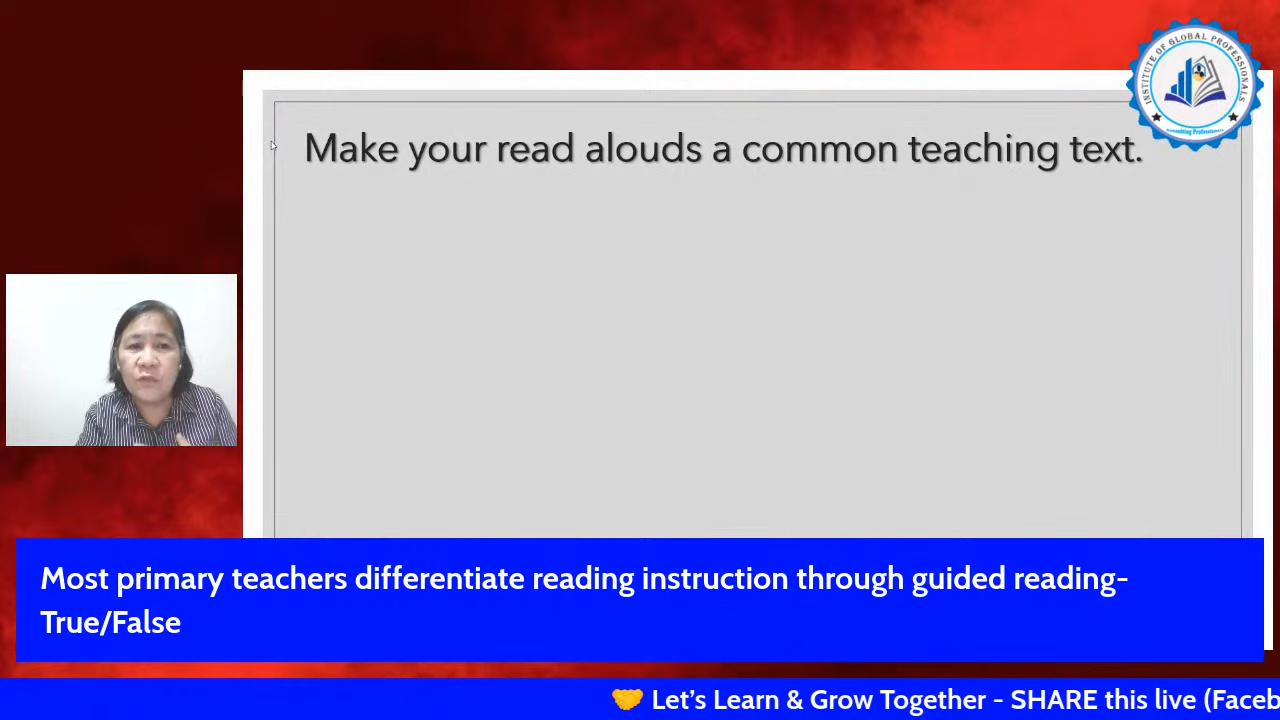 INSTITUTE OF GLOBAL PROFESSIONALS
Make your read alouds a common teaching text.
Most primary teachers differentiate reading instruction through guided reading-
True/False
Let's Learn & Grow Together - SHARE this live (Faceb